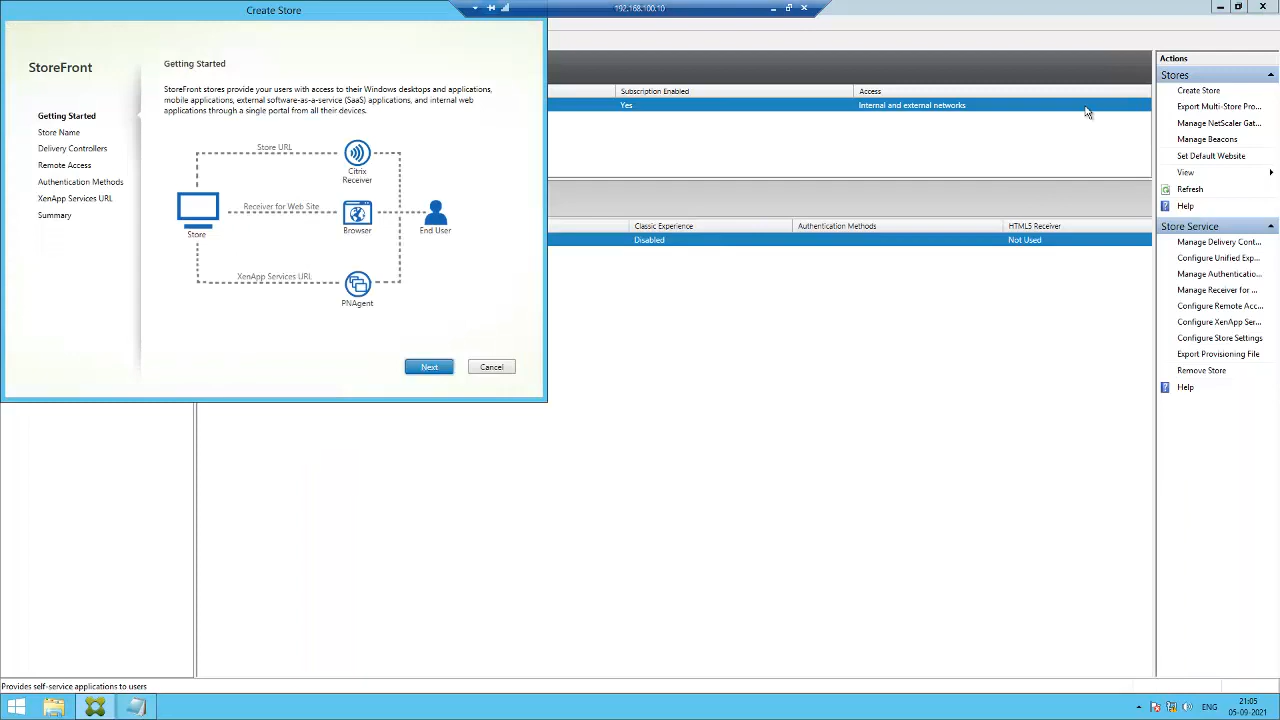 Create Store
192.168.100.10
StoreFront
Getting Started
Store Name
Delivery Controllers
Remote Access
Authentication Methods
XenApp Services URL
Summary
Getting Started
StoreFront stores provide your users with access to their Windows desktops and applications,
mobile applications, external software-as-a-service (SaaS) applications, and internal web
applications through a single portal from all their devices.
Store URL
Citrix
Receiver
Receiver for Web Site
Store
Browser
End User
XenApp Services URL
PNAgent
Next
Cancel
Subscription Enabled
Access
Yes
Internal and external networks
Classic Experience
Authentication Methods
HTML5 Receiver
Disabled
Not Used
Actions
Stores
Create Store
Export Multi-Store Pro...
Manage NetScaler Gat...
Manage Beacons
Set Default Website
View
Refresh
Help
Store Service
Manage Delivery Cont...
Configure Unified Exp...
Manage Authenticatio...
Manage Receiver for ...
Configure Remote Acc...
Configure XenApp Ser...
Configure Store Settings
Export Provisioning File
Remove Store
Help
Provides self-service applications to users
ENG
21:05
05-09-2021